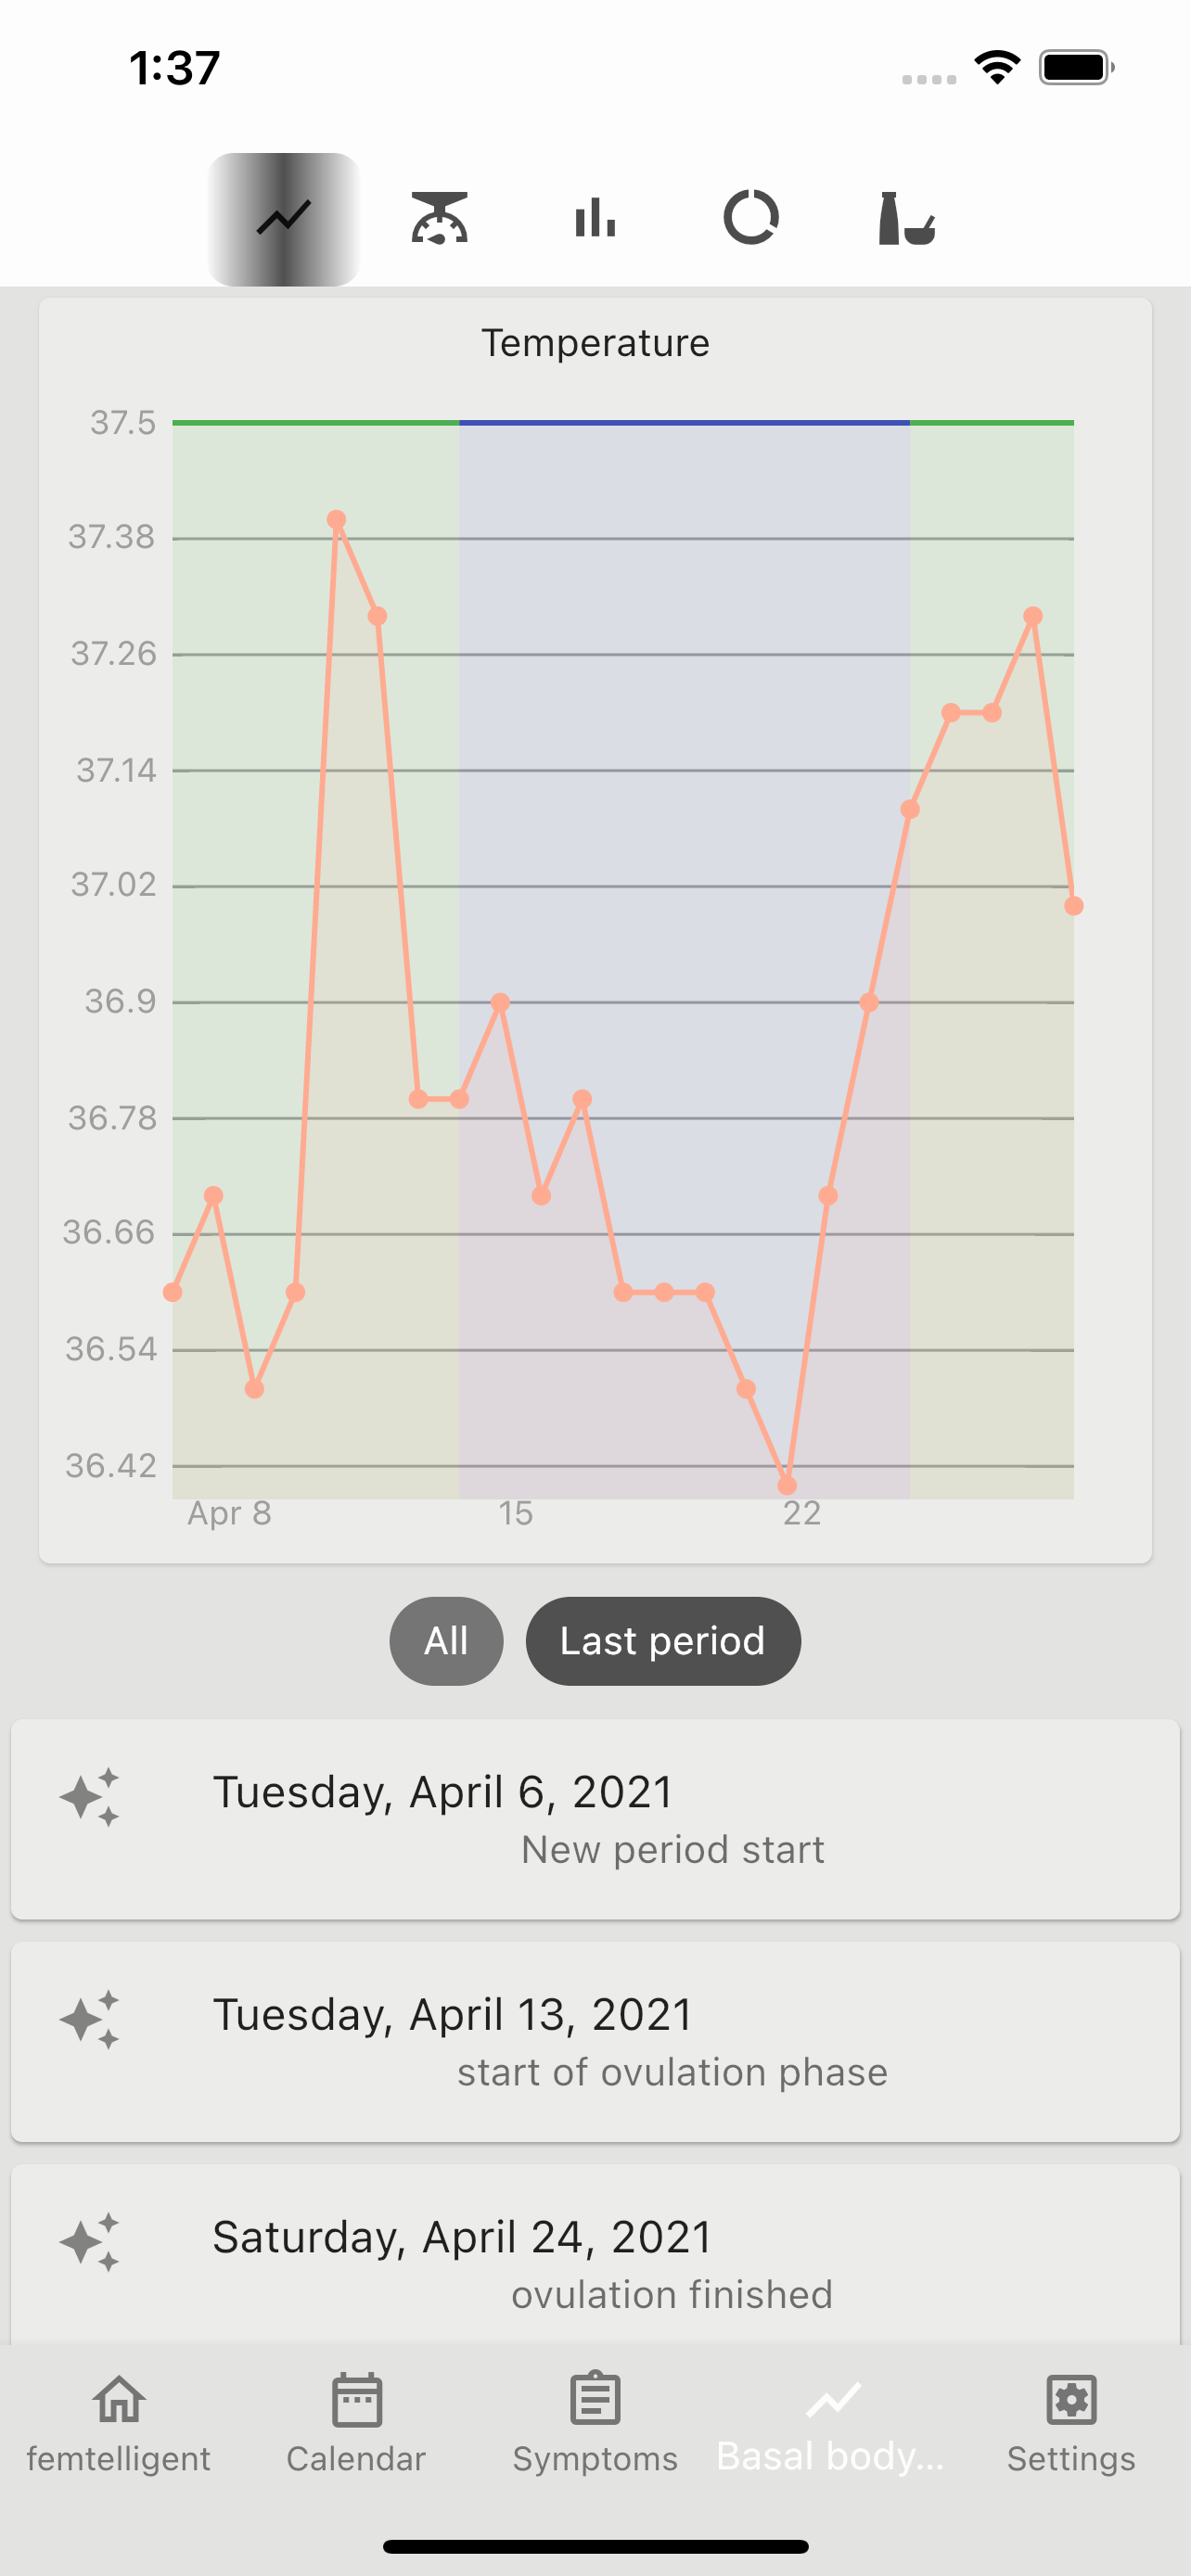 1:37
Temperature
37.5
37.38
37.26
37.14
37.02
36.9
36.78
36.66
36.54
36.42
Apr 8 15 22
All Last period
Tuesday, April 6, 2021
New period start
Tuesday, April 13, 2021
start of ovulation phase
Saturday, April 24, 2021
ovulation finished
femtelligent Calendar Symptoms Basal body... Settings